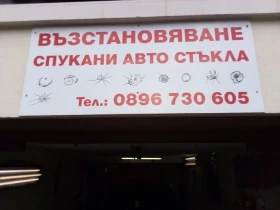 ВЪЗСТАНОВЯВАНЕ
СПУКАНИ АВТО СТЪКЛА
Тел.: 0896 730 605